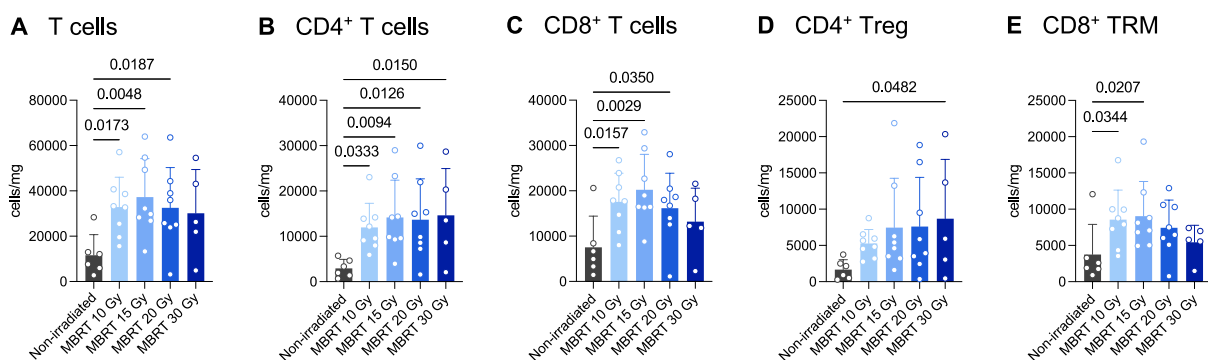 A T cells
0.0187
0.0048
0.0173
80000
60000
40000
20000
0
cells/mg
Non-irradiated
MBRT 10 Gy
MBRT 15 Gy
MBRT 20 Gy
MBRT 30 Gy
B CD4⁺ T cells
0.0150
0.0126
0.0094
0.0333
40000
30000
20000
10000
0
cells/mg
Non-irradiated
MBRT 10 Gy
MBRT 15 Gy
MBRT 20 Gy
MBRT 30 Gy
C CD8⁺ T cells
0.0350
0.0029
0.0157
40000
30000
20000
10000
0
cells/mg
Non-irradiated
MBRT 10 Gy
MBRT 15 Gy
MBRT 20 Gy
MBRT 30 Gy
D CD4⁺ Treg
0.0482
25000
20000
15000
10000
5000
0
cells/mg
Non-irradiated
MBRT 10 Gy
MBRT 15 Gy
MBRT 20 Gy
MBRT 30 Gy
E CD8⁺ TRM
0.0207
0.0344
25000
20000
15000
10000
5000
0
cells/mg
Non-irradiated
MBRT 10 Gy
MBRT 15 Gy
MBRT 20 Gy
MBRT 30 Gy